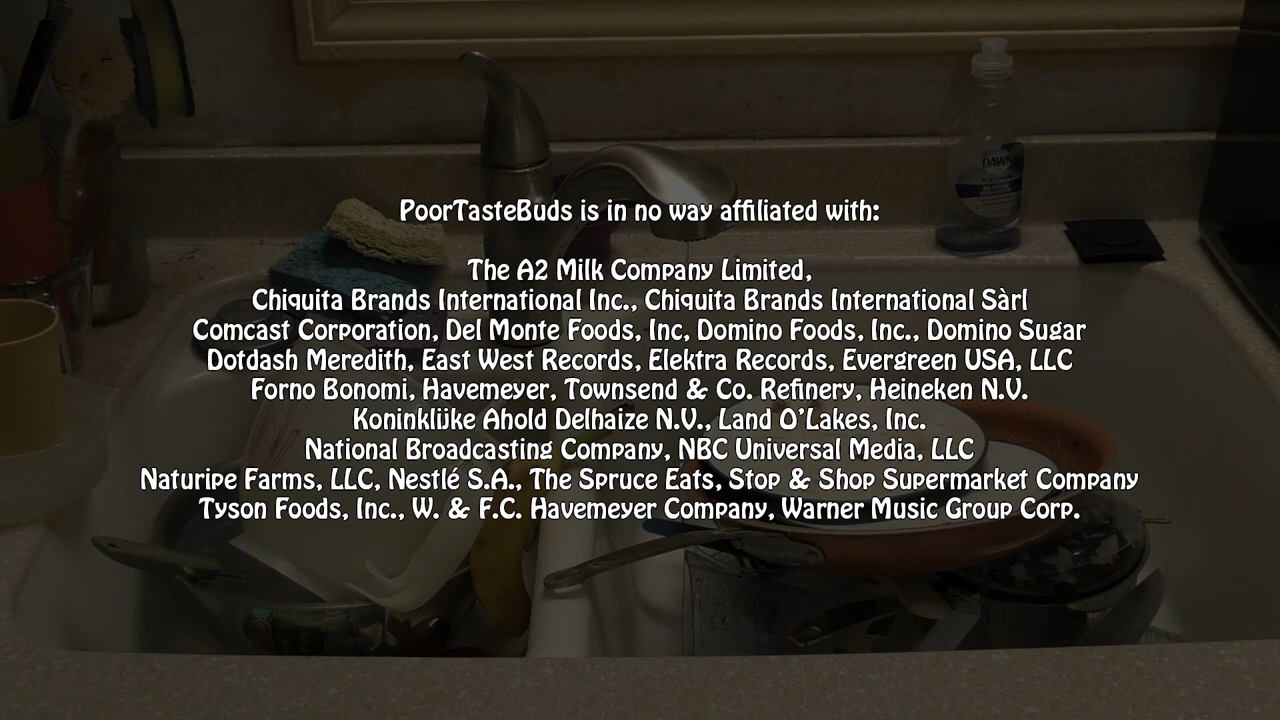 PoorTasteBuds is in no way affiliated with:
The A2 Milk Company Limited,
Chiquita Brands International Inc., Chiquita Brands International Sàrl
Comcast Corporation, Del Monte Foods, Inc, Domino Foods, Inc., Domino Sugar
Dotdash Meredith, East West Records, Elektra Records, Evergreen USA, LLC
Forno Bonomi, Havemeyer, Townsend & Co. Refinery, Heineken N.V.
Koninklijke Ahold Delhaize N.V., Land O'Lakes, Inc.
National Broadcasting Company, NBC Universal Media, LLC
Naturipe Farms, LLC, Nestlé S.A., The Spruce Eats, Stop & Shop Supermarket Company
Tyson Foods, Inc., W. & F.C. Havemeyer Company, Warner Music Group Corp.
DAWN